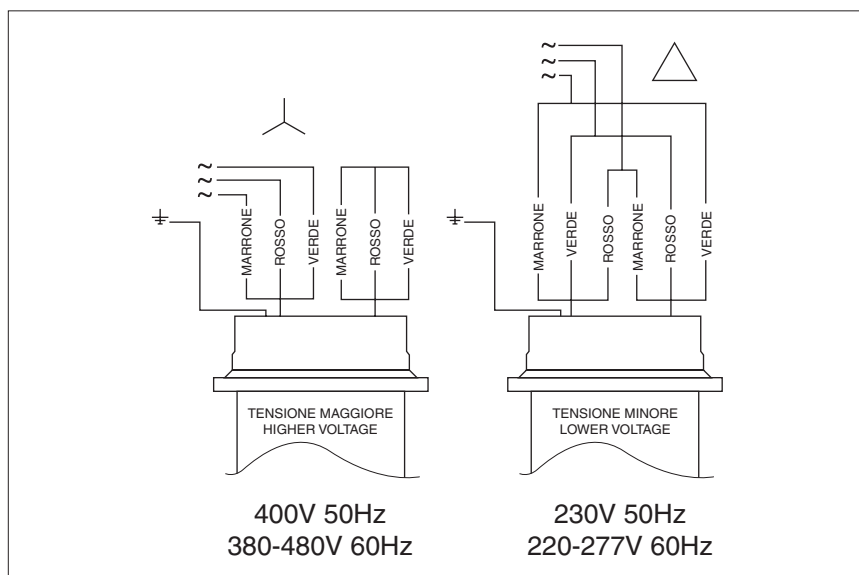 MARRONE
ROSSO
VERDE
MARRONE
ROSSO
VERDE
TENSIONE MAGGIORE
HIGHER VOLTAGE
400V 50Hz
380-480V 60Hz
MARRONE
VERDE
ROSSO
MARRONE
ROSSO
VERDE
TENSIONE MINORE
LOWER VOLTAGE
230V 50Hz
220-277V 60Hz